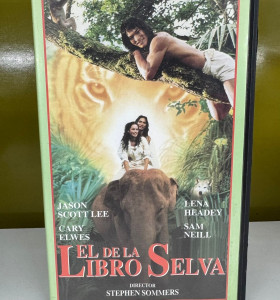 JASON
SCOTT LEE
LENA
HEADEY
CARY
ELWES
SAM
NEILL
EL DE LA
LIBRO SELVA
DIRECTOR
STEPHEN SOMMERS